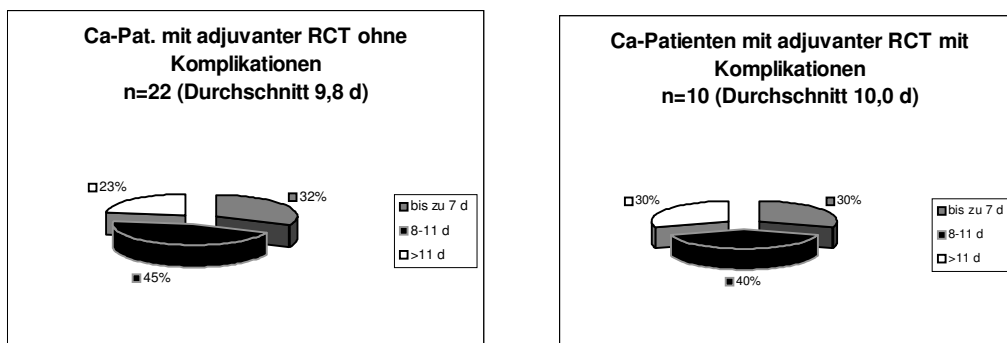 Ca-Pat. mit adjuvanter RCT ohne
Komplikationen
n=22 (Durchschnitt 9,8 d)
23%
32%
45%
bis zu 7 d
8-11 d
>11 d
Ca-Patienten mit adjuvanter RCT mit
Komplikationen
n=10 (Durchschnitt 10,0 d)
30%
30%
40%
bis zu 7 d
8-11 d
>11 d